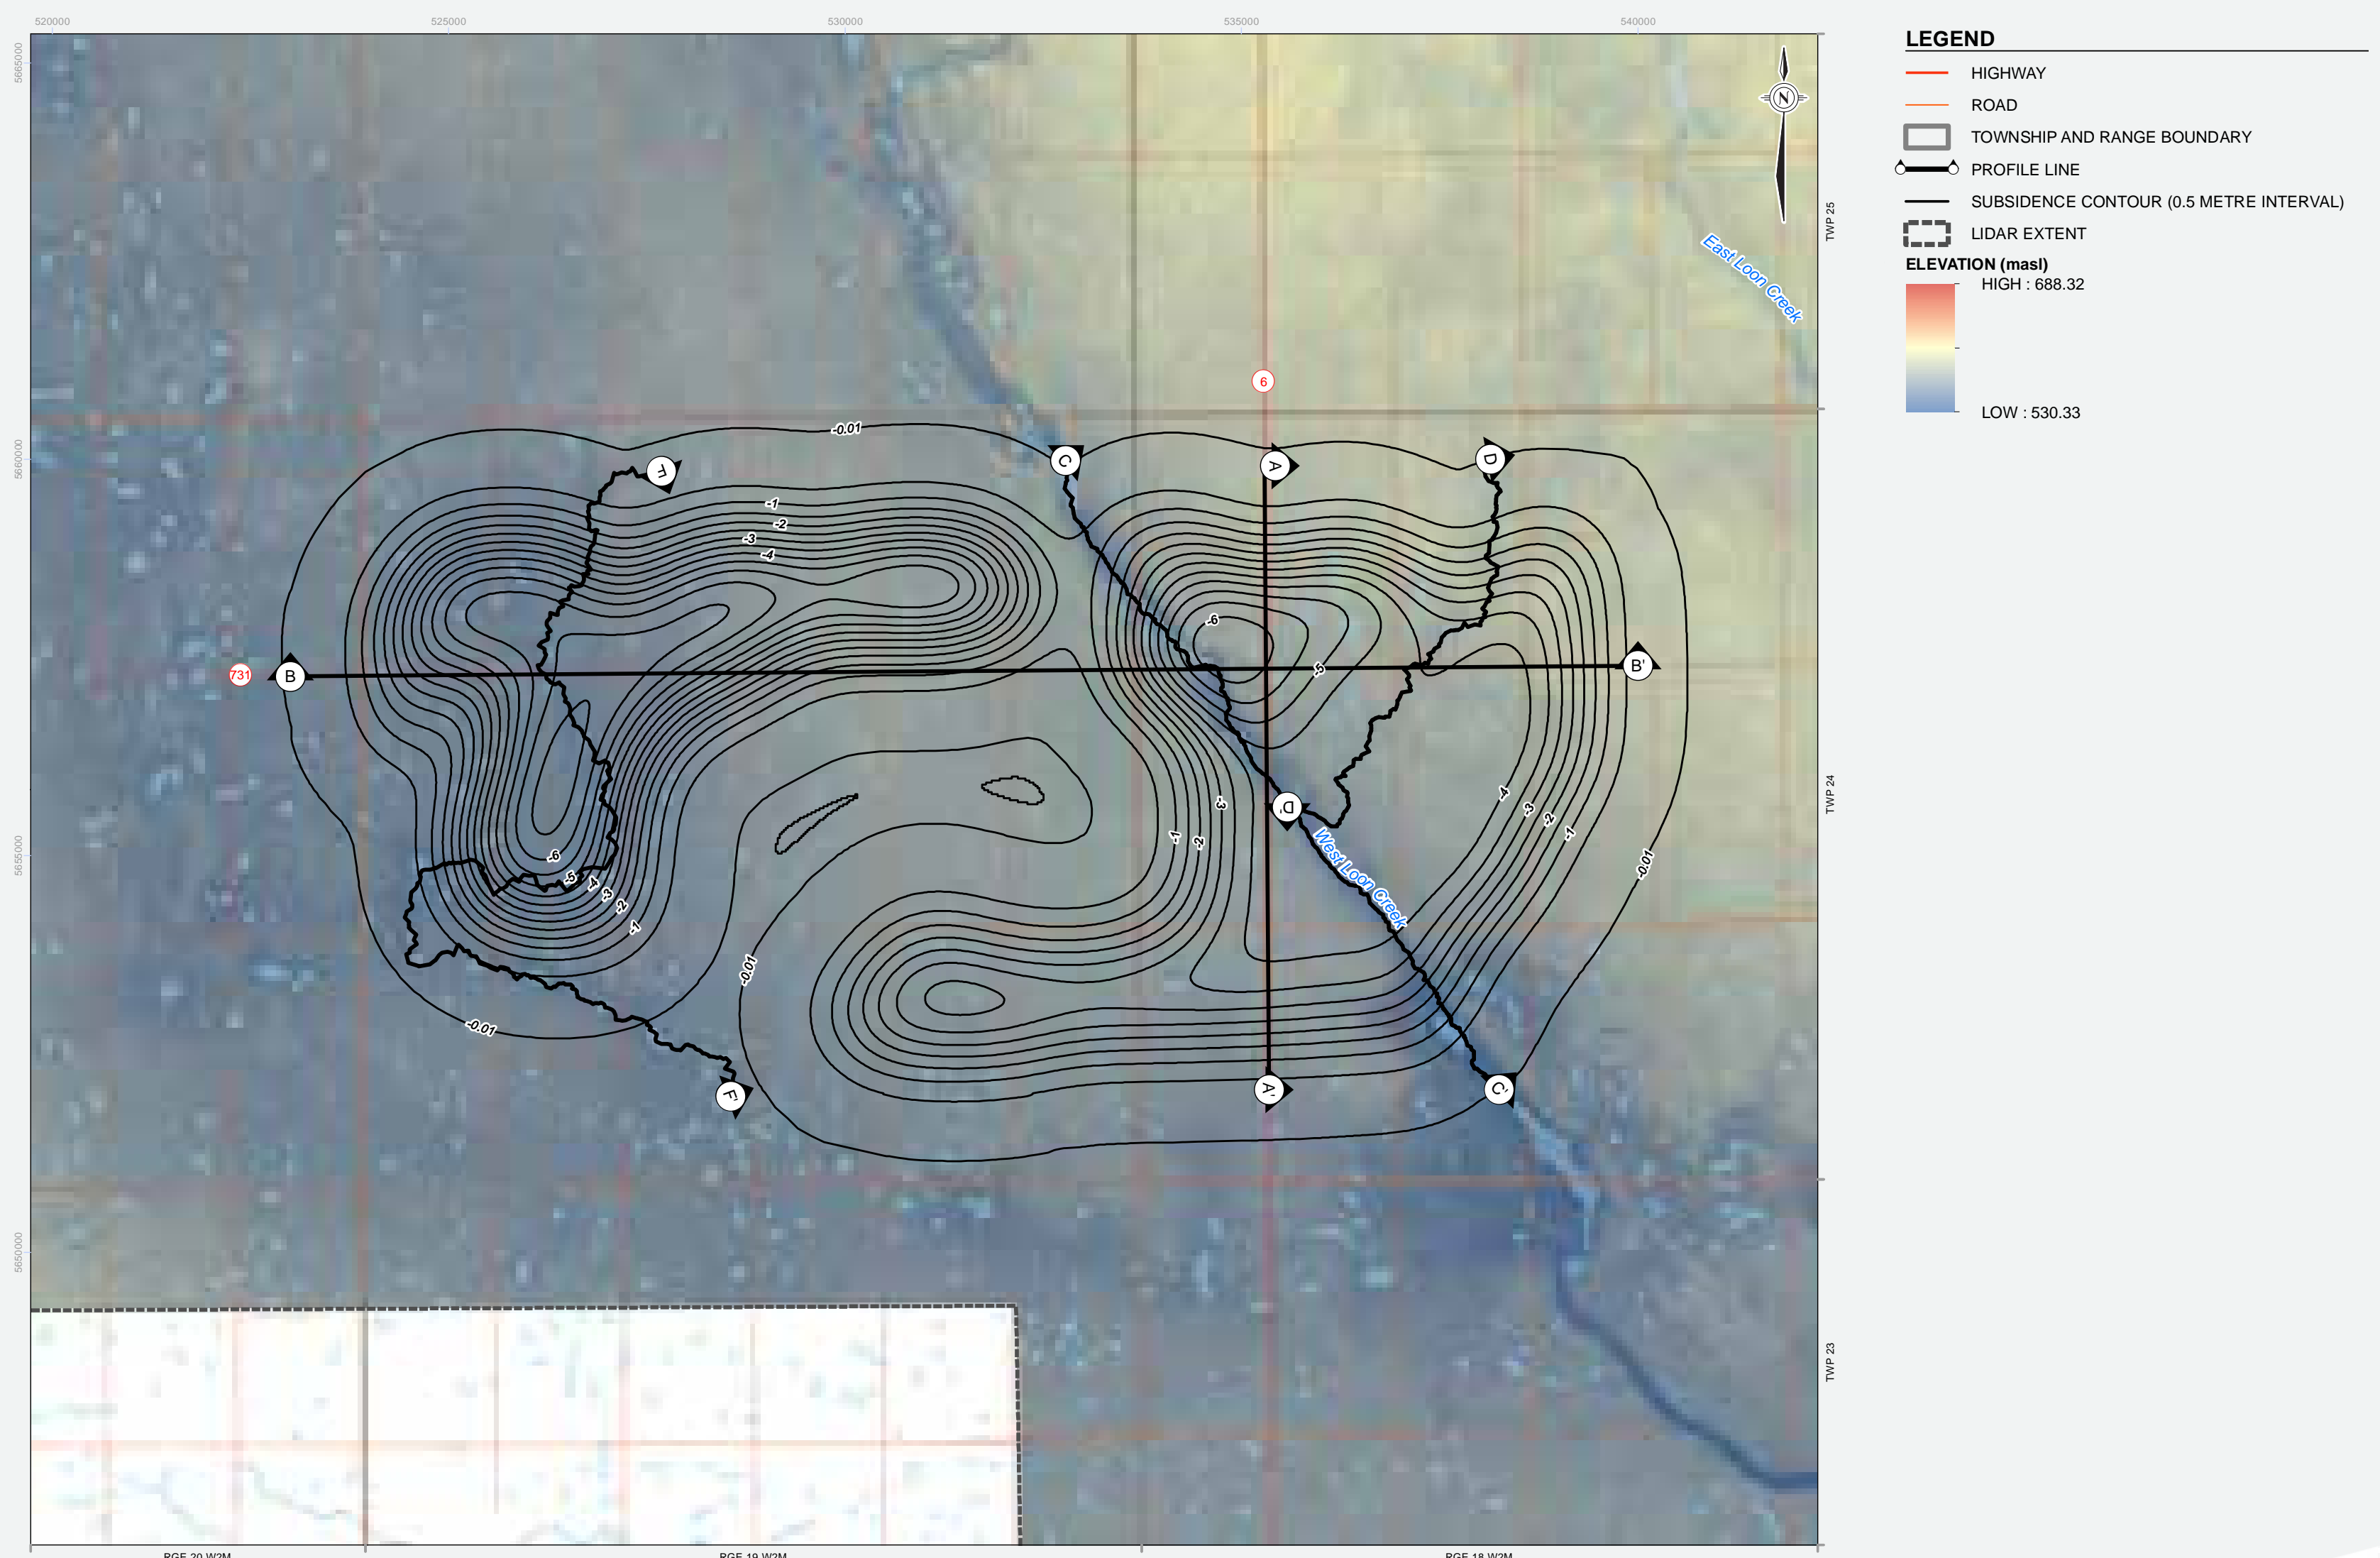 520000
525000
530000
535000
540000
5665000
5660000
5655000
5650000
N
TWP 25
TWP 24
TWP 23
East Loon Creek
6
-0.01
F
C
A
D
-1
-2
-3
-4
-6
-5
731
B
B'
-3
-1
-2
D'
-4
-3
-2
-1
-0.01
West Loon Creek
-6
-5
-4
-3
-2
-1
-0.01
-0.01
F'
A'
C'
RGE 20 W2M
RGE 19 W2M
RGE 18 W2M
LEGEND
HIGHWAY
ROAD
TOWNSHIP AND RANGE BOUNDARY
PROFILE LINE
SUBSIDENCE CONTOUR (0.5 METRE INTERVAL)
LIDAR EXTENT
ELEVATION (masl)
HIGH : 688.32
LOW : 530.33